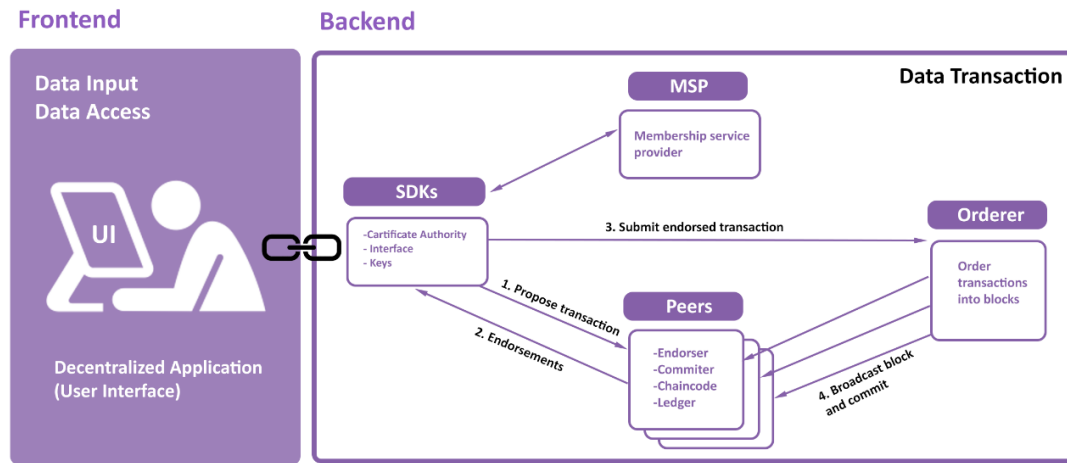 Frontend
Backend
Data Input
Data Access
UI
Decentralized Application
(User Interface)
Data Transaction
MSP
Membership service
provider
SDKs
-Cartificate Authority
- Interface
- Keys
3. Submit endorsed transaction
Orderer
Order
transactions
into blocks
1. Propose transaction
2. Endorsements
Peers
-Endorser
-Commiter
-Chaincode
-Ledger
4. Broadcast block
and commit